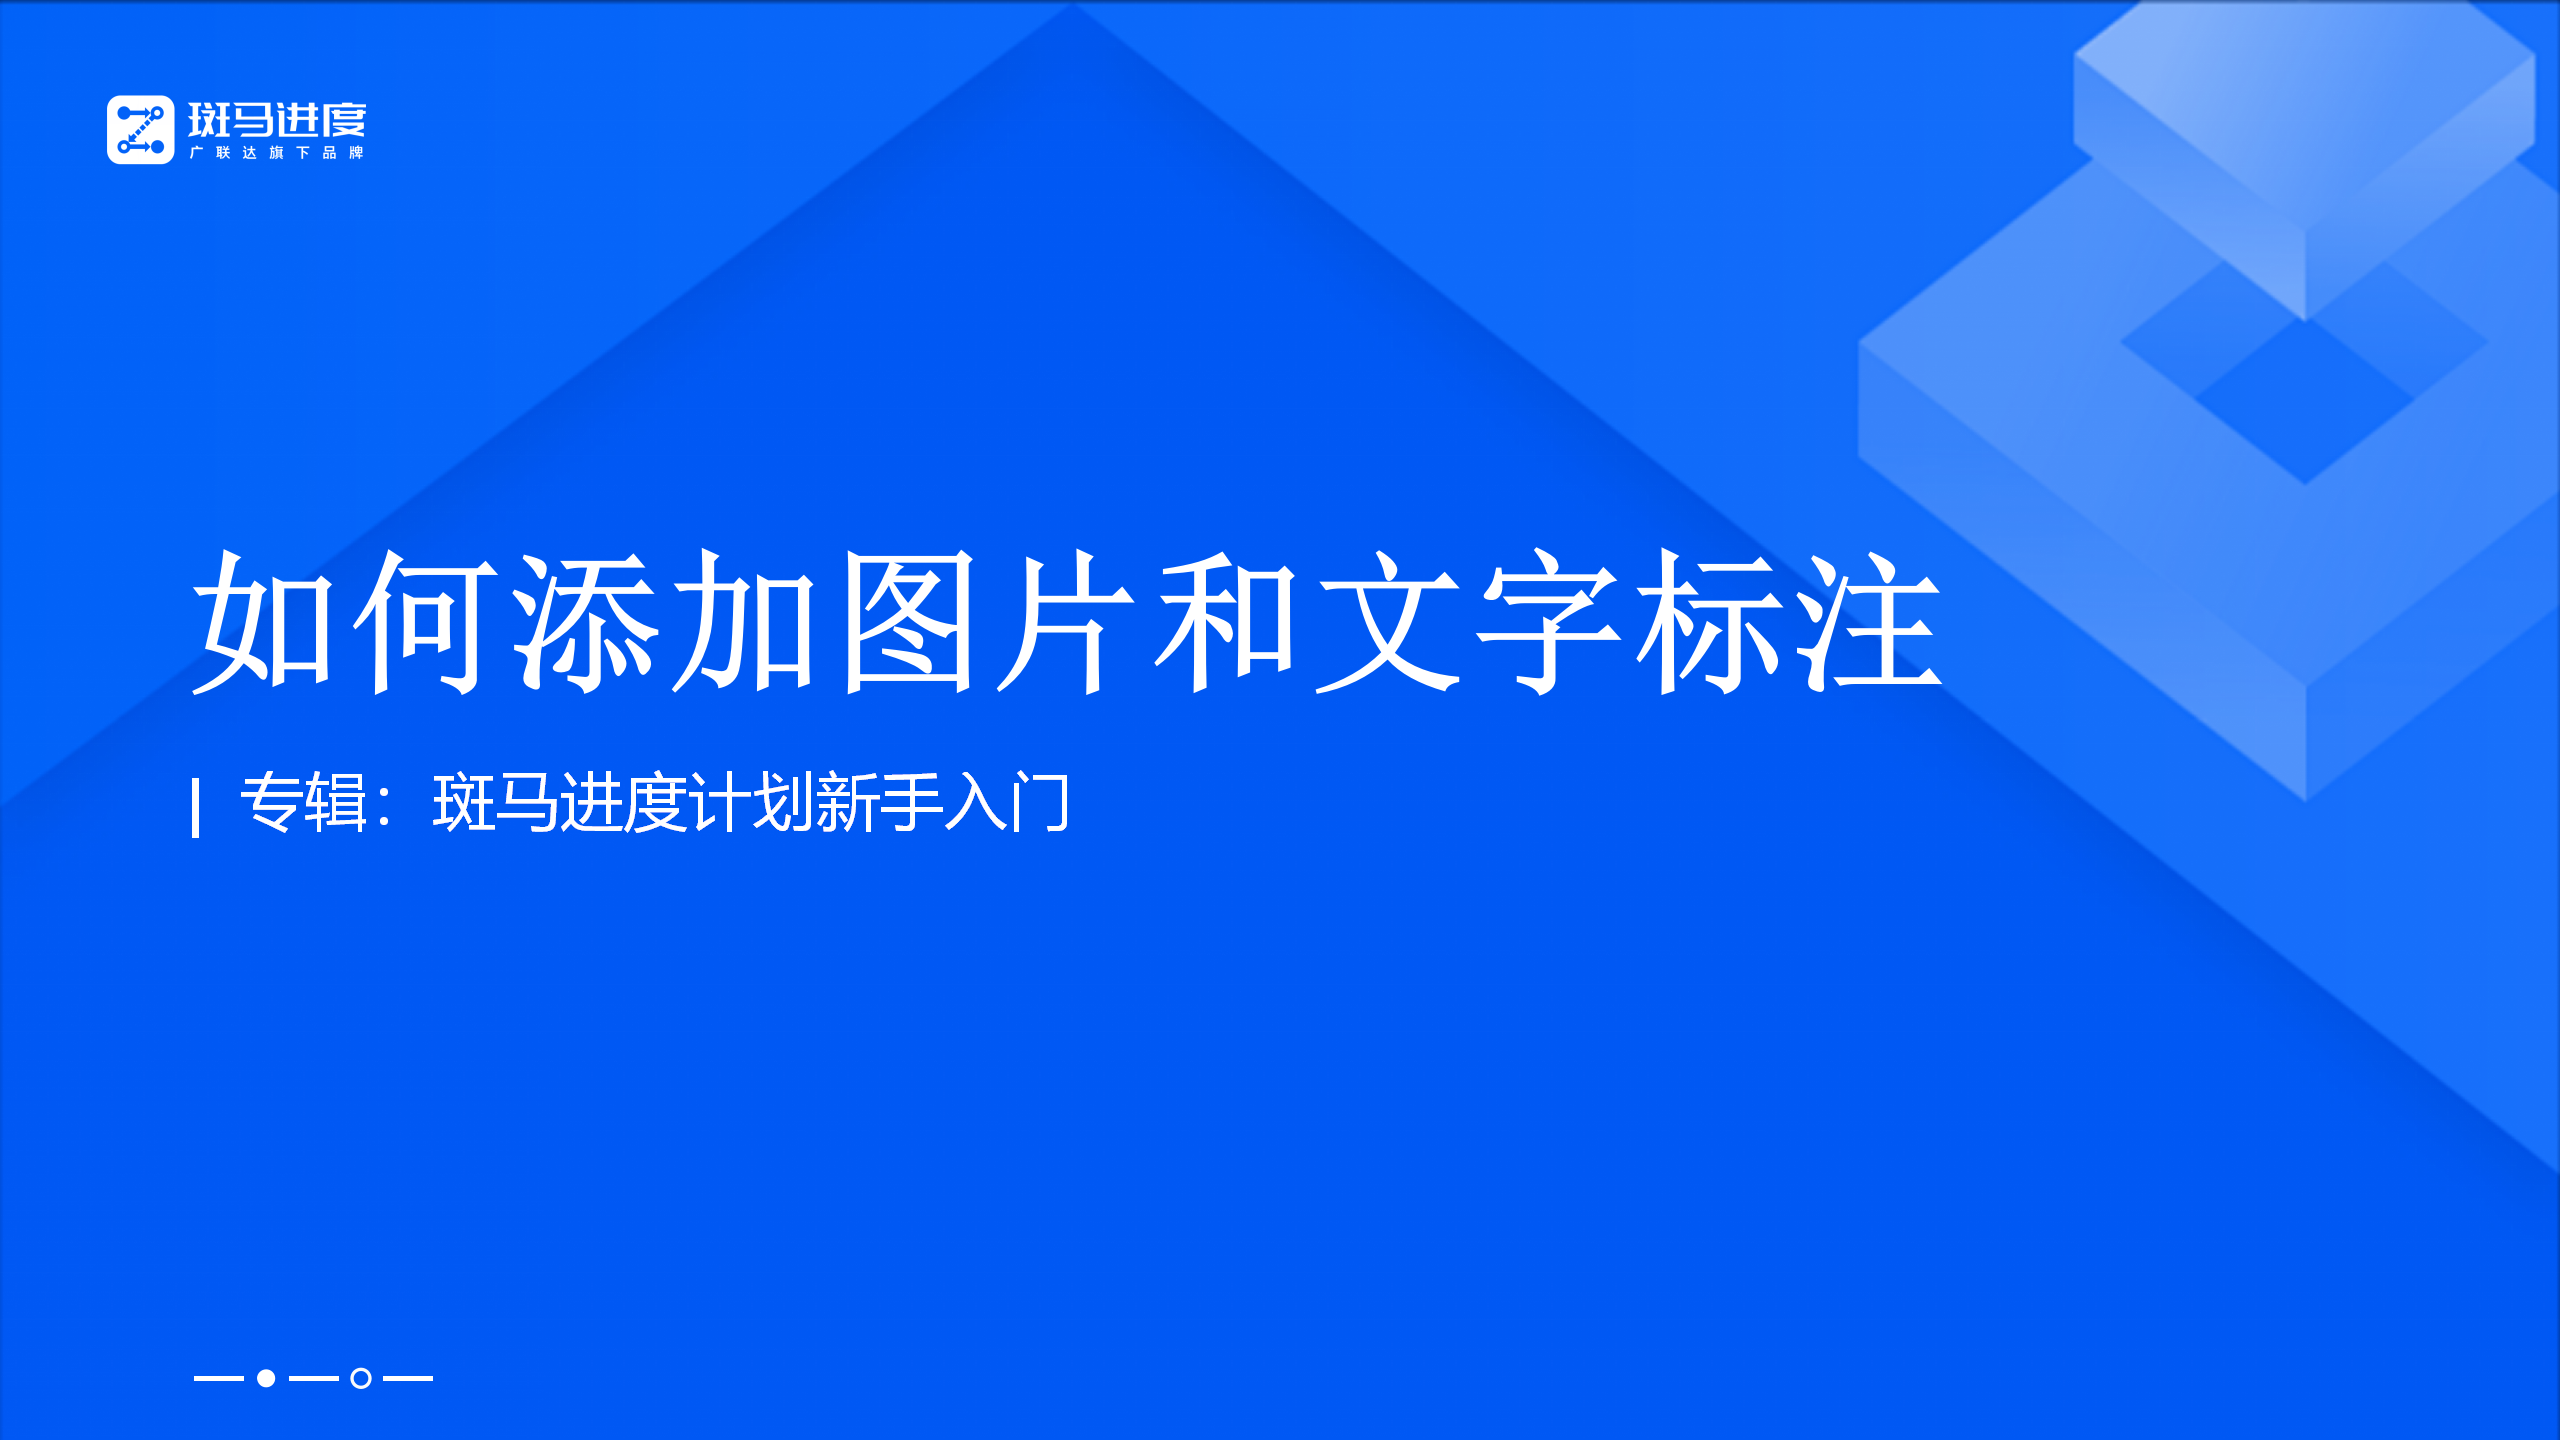 斑马进度
广联达旗下品牌
如何添加图片和文字标注
专辑：斑马进度计划新手入门